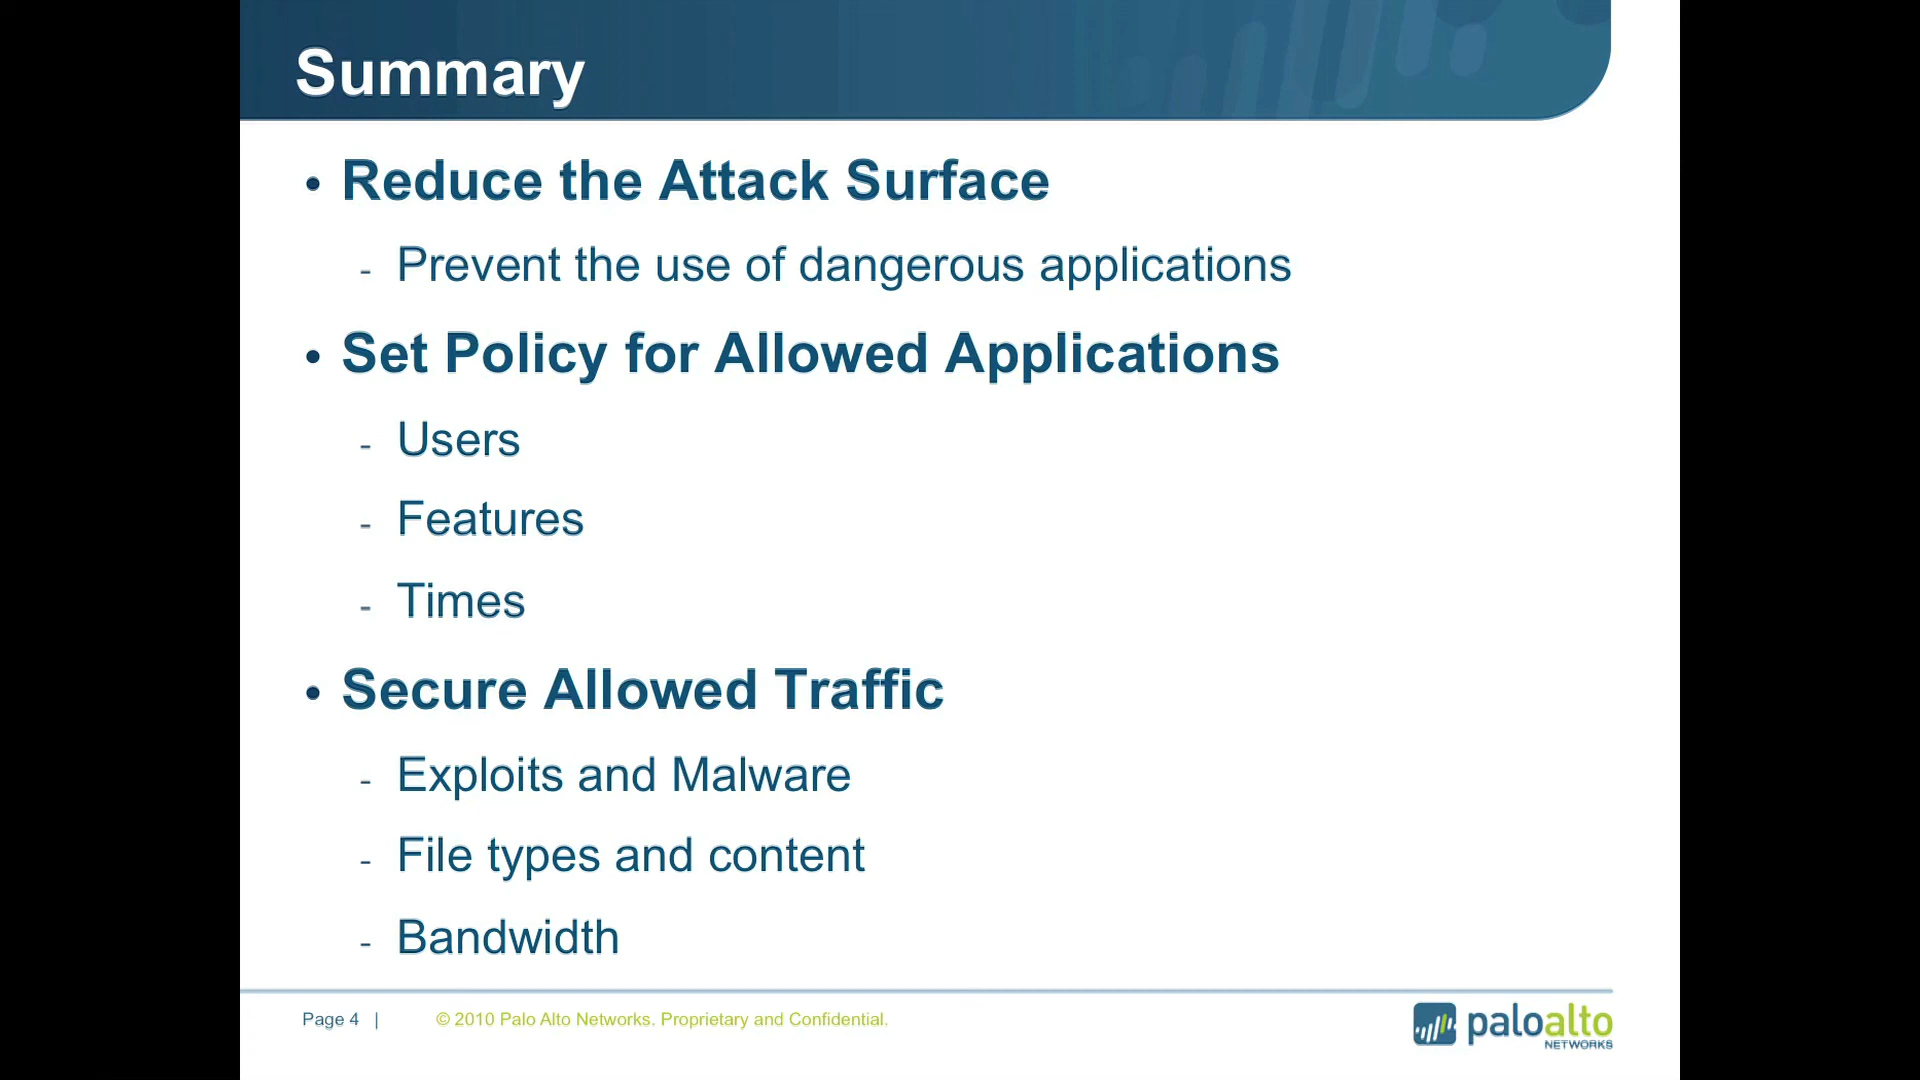 Summary
• Reduce the Attack Surface
- Prevent the use of dangerous applications
• Set Policy for Allowed Applications
- Users
- Features
- Times
• Secure Allowed Traffic
- Exploits and Malware
- File types and content
- Bandwidth
Page 4 | © 2010 Palo Alto Networks. Proprietary and Confidential.
paloalto
NETWORKS